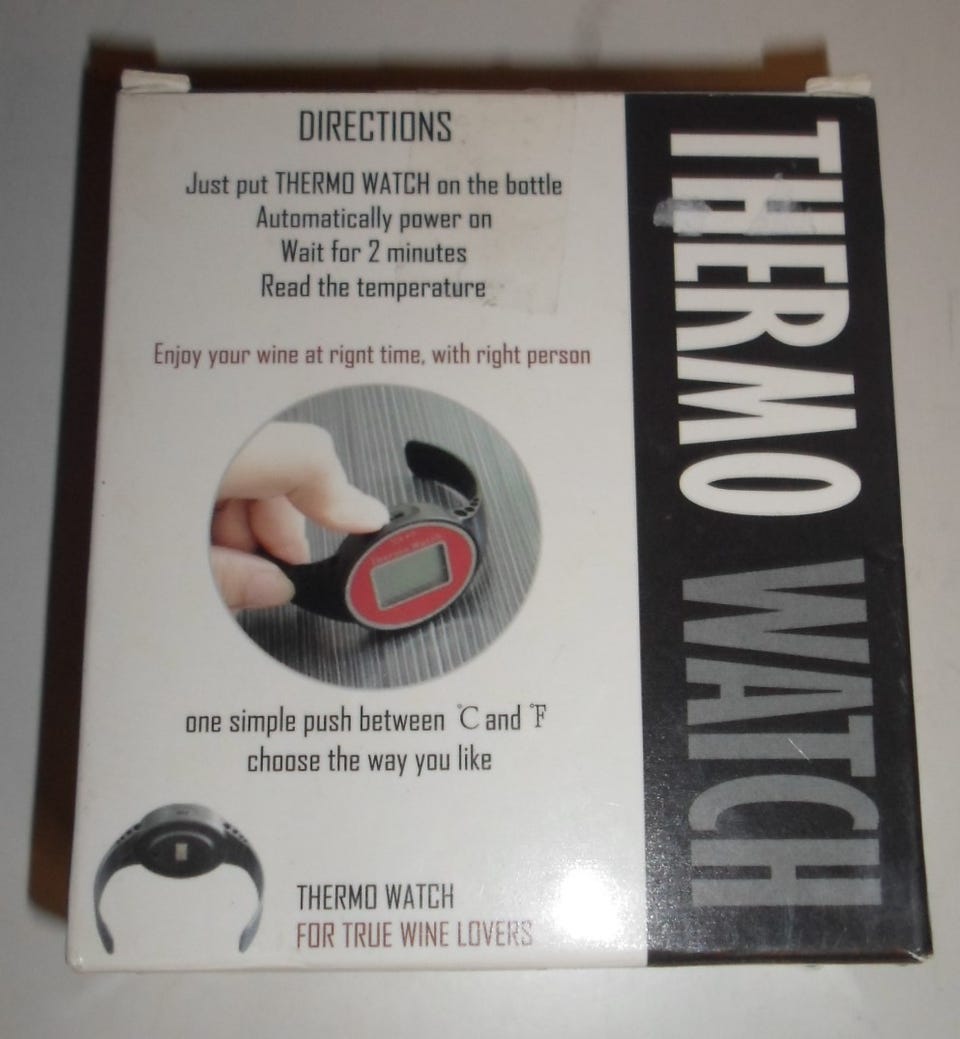 DIRECTIONS
Just put THERMO WATCH on the bottle
Automatically power on
Wait for 2 minutes
Read the temperature
Enjoy your wine at rignt time, with right person
Thermo Watch
one simple push between °C and °F
choose the way you like
THERMO WATCH
FOR TRUE WINE LOVERS
THERMO WATCH